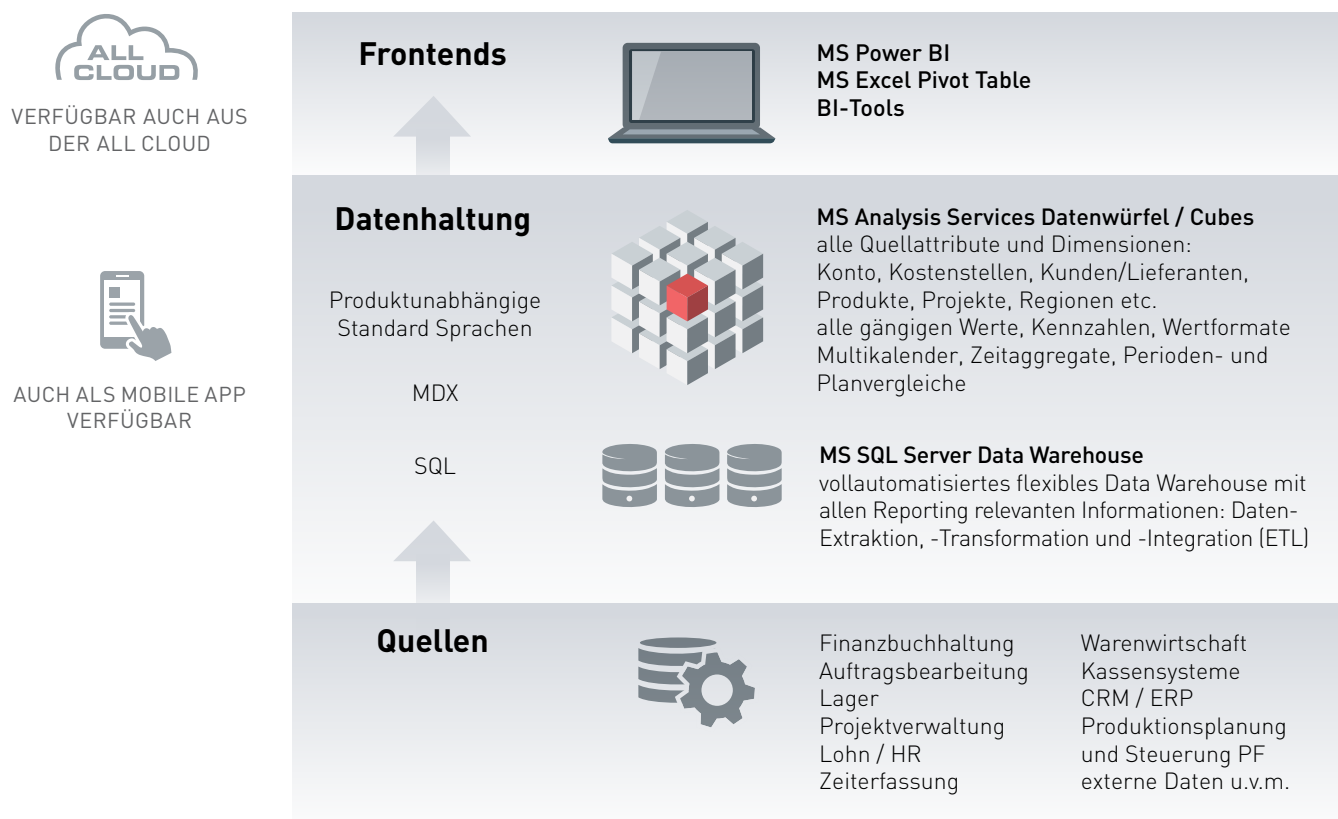 ALL
CLOUD
VERFÜGBAR AUCH AUS
DER ALL CLOUD
AUCH ALS MOBILE APP
VERFÜGBAR
Frontends
MS Power BI
MS Excel Pivot Table
BI-Tools
Datenhaltung
Produktunabhängige
Standard Sprachen
MDX
SQL
MS Analysis Services Datenwürfel / Cubes
alle Quellattribute und Dimensionen:
Konto, Kostenstellen, Kunden/Lieferanten,
Produkte, Projekte, Regionen etc.
alle gängigen Werte, Kennzahlen, Wertformate
Multikalender, Zeitaggregate, Perioden- und
Planvergleiche
MS SQL Server Data Warehouse
vollautomatisiertes flexibles Data Warehouse mit
allen Reporting relevanten Informationen: Daten-
Extraktion, -Transformation und -Integration (ETL)
Quellen
Finanzbuchhaltung
Auftragsbearbeitung
Lager
Projektverwaltung
Lohn / HR
Zeiterfassung
Warenwirtschaft
Kassensysteme
CRM / ERP
Produktionsplanung
und Steuerung PF
externe Daten u.v.m.